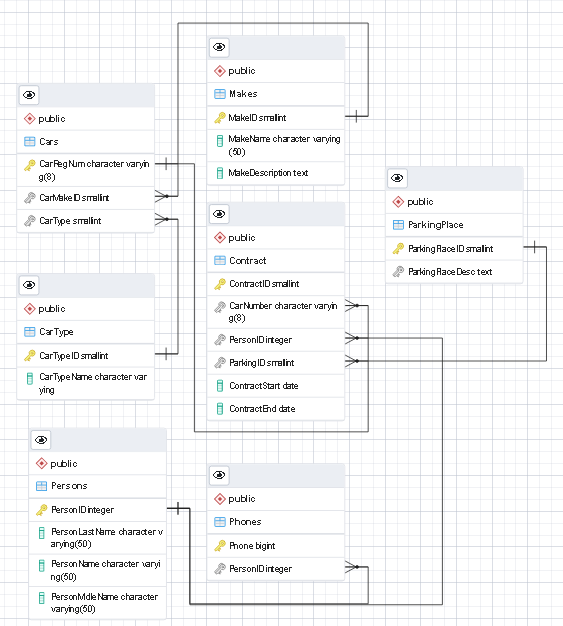 public
Makes
MakeID smallint
MakeName character varying
(50)
MakeDescription text
public
Cars
CarRegNum character varyin
g(8)
CarMakeID smallint
CarType smallint
public
ParkingPlace
ParkingPlaceID smallint
ParkingPlaceDesc text
public
Contract
ContractID smallint
CarNumber character varyin
g(8)
PersonID integer
ParkingID smallint
ContractStart date
ContractEnd date
public
CarType
CarTypeID smallint
CarTypeName character var
ying
public
Persons
PersonID integer
PersonLastName character v
arying(50)
PersonName character varyi
ng(50)
PersonMdleName character
varying(50)
public
Phones
Phone bigint
PersonID integer